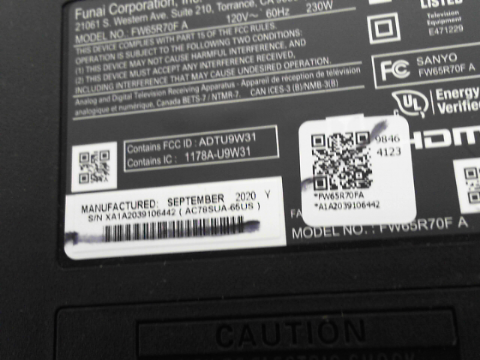 Funai Corporation, Inc.
21061 S. Western Ave. Suite 210, Torrance, CA
120V~ 60Hz 230W
MODEL NO. FW65R70F A
THIS DEVICE COMPLIES WITH PART 15 OF THE FCC RULES.
OPERATION IS SUBJECT TO THE FOLLOWING TWO CONDITIONS:
(1) THIS DEVICE MAY NOT CAUSE HARMFUL INTERFERENCE, AND
(2) THIS DEVICE MUST ACCEPT ANY INTERFERENCE RECEIVED,
INCLUDING INTERFERENCE THAT MAY CAUSE UNDESIRED OPERATION.
Analog and Digital Television Receiving Apparatus - Appareil de réception de télévision
analogique et numérique, Canada BETS-7 / NTMR-7. CAN ICES-3 (B)/NMB-3(B)
LISTED
Television
Equipment
E471229
FC SANYO
FW65R70F A
UL Energy
Verified
HDMI
Contains FCC ID : ADTU9W31
Contains IC : 1178A-U9W31
9846
4123
*FW65R70FA
*A1A2039106442
MANUFACTURED: SEPTEMBER 2020 Y
S/N XA1A2039106442 ( AC78SUA-65US )
FA
MODEL NO. : FW65R70F A
CAUTION